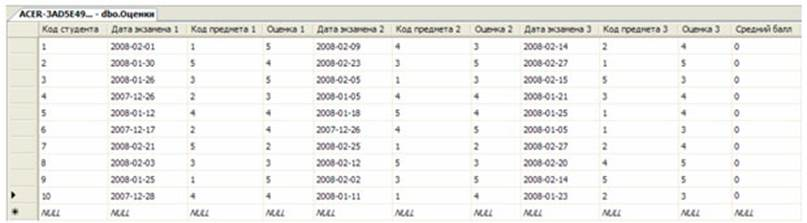 ACER-3AD5E49... - dbo.Оценки
Код студента Дата экзамена 1 Код предмета 1 Оценка 1 Дата экзамена 2 Код предмета 2 Оценка 2 Дата экзамена 3 Код предмета 3 Оценка 3 Средний балл
1 2008-02-01 1 5 2008-02-09 4 3 2008-02-14 2 4 0
2 2008-01-30 5 4 2008-02-23 3 5 2008-02-27 1 5 0
3 2008-01-26 3 5 2008-02-05 1 3 2008-02-15 5 3 0
4 2007-12-26 2 3 2008-01-05 4 4 2008-01-21 3 4 0
5 2008-01-12 4 4 2008-01-18 5 4 2008-01-25 1 4 0
6 2007-12-17 2 4 2007-12-26 4 5 2008-01-05 1 3 0
7 2008-02-21 5 2 2008-02-25 1 2 2008-02-27 2 4 0
8 2008-02-03 3 3 2008-02-12 5 3 2008-02-20 4 5 0
9 2008-01-25 1 5 2008-02-02 3 5 2008-02-14 5 5 0
10 2007-12-28 4 4 2008-01-11 1 4 2008-01-23 2 3 0
NULL NULL NULL NULL NULL NULL NULL NULL NULL NULL NULL